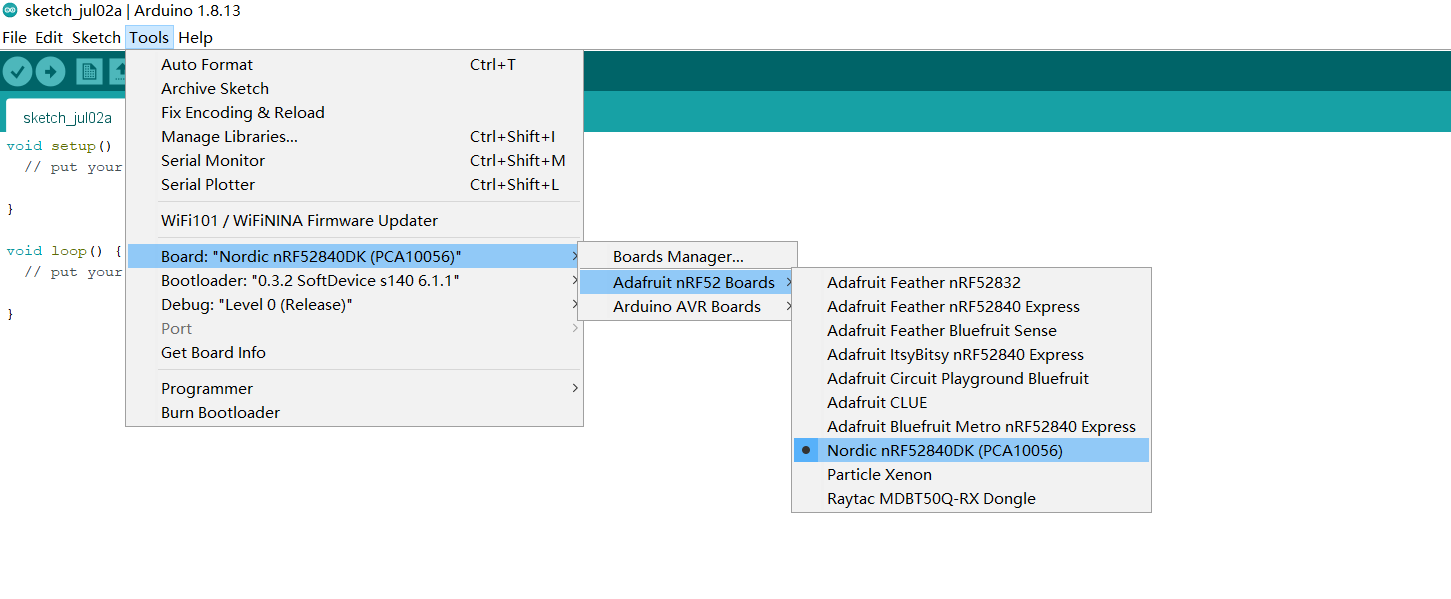 sketch_jul02a | Arduino 1.8.13
File Edit Sketch Tools Help
sketch_jul02a
void setup()
// put your
}
void loop() {
// put your
}
Auto Format Ctrl+T
Archive Sketch
Fix Encoding & Reload
Manage Libraries... Ctrl+Shift+I
Serial Monitor Ctrl+Shift+M
Serial Plotter Ctrl+Shift+L
WiFi101 / WiFiNINA Firmware Updater
Board: "Nordic nRF52840DK (PCA10056)"
Bootloader: "0.3.2 SoftDevice s140 6.1.1"
Debug: "Level 0 (Release)"
Port
Get Board Info
Programmer
Burn Bootloader
Boards Manager...
Adafruit nRF52 Boards
Arduino AVR Boards
Adafruit Feather nRF52832
Adafruit Feather nRF52840 Express
Adafruit Feather Bluefruit Sense
Adafruit ItsyBitsy nRF52840 Express
Adafruit Circuit Playground Bluefruit
Adafruit CLUE
Adafruit Bluefruit Metro nRF52840 Express
Nordic nRF52840DK (PCA10056)
Particle Xenon
Raytac MDBT50Q-RX Dongle